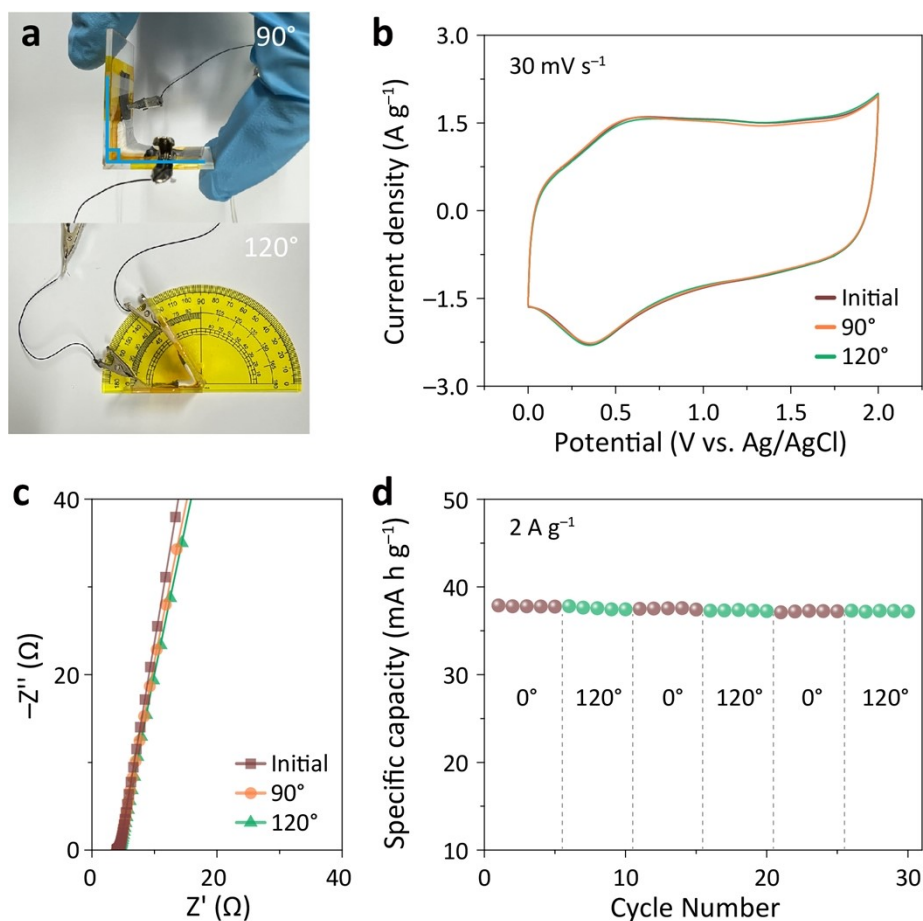 a
90°
120°
b
3.0
1.5
0.0
−1.5
−3.0
Current density (A g⁻¹)
30 mV s⁻¹
Initial
90°
120°
0.0
0.5
1.0
1.5
2.0
Potential (V vs. Ag/AgCl)
c
40
20
0
−Z'' (Ω)
Initial
90°
120°
0
20
40
Z' (Ω)
d
50
40
30
20
10
Specific capacity (mA h g⁻¹)
2 A g⁻¹
0°
120°
0°
120°
0°
120°
0
10
20
30
Cycle Number